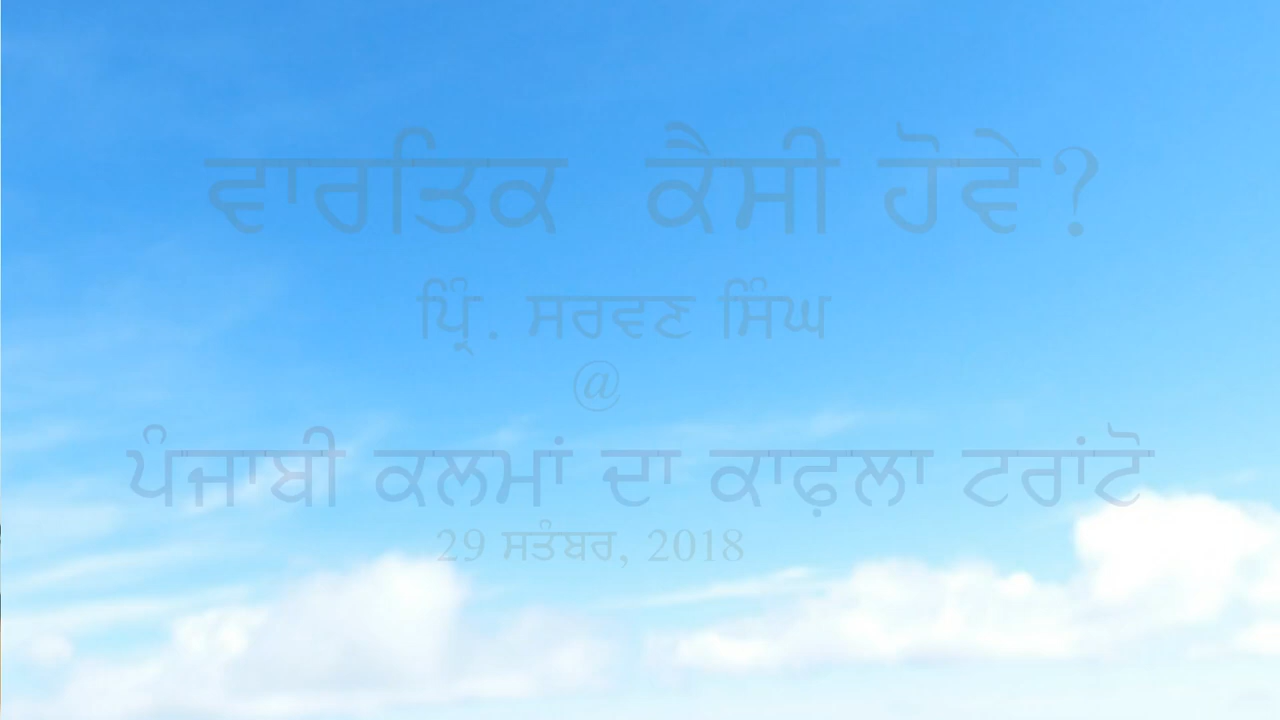 ਵਾਰਤਿਕ ਕੈਸੀ ਹੋਵੇ?
ਪ੍ਰਿੰ. ਸਰਵਣ ਸਿੰਘ
@
ਪੰਜਾਬੀ ਕਲਮਾਂ ਦਾ ਕਾਫ਼ਲਾ ਟਰਾਂਟੋ
29 ਸਤੰਬਰ, 2018